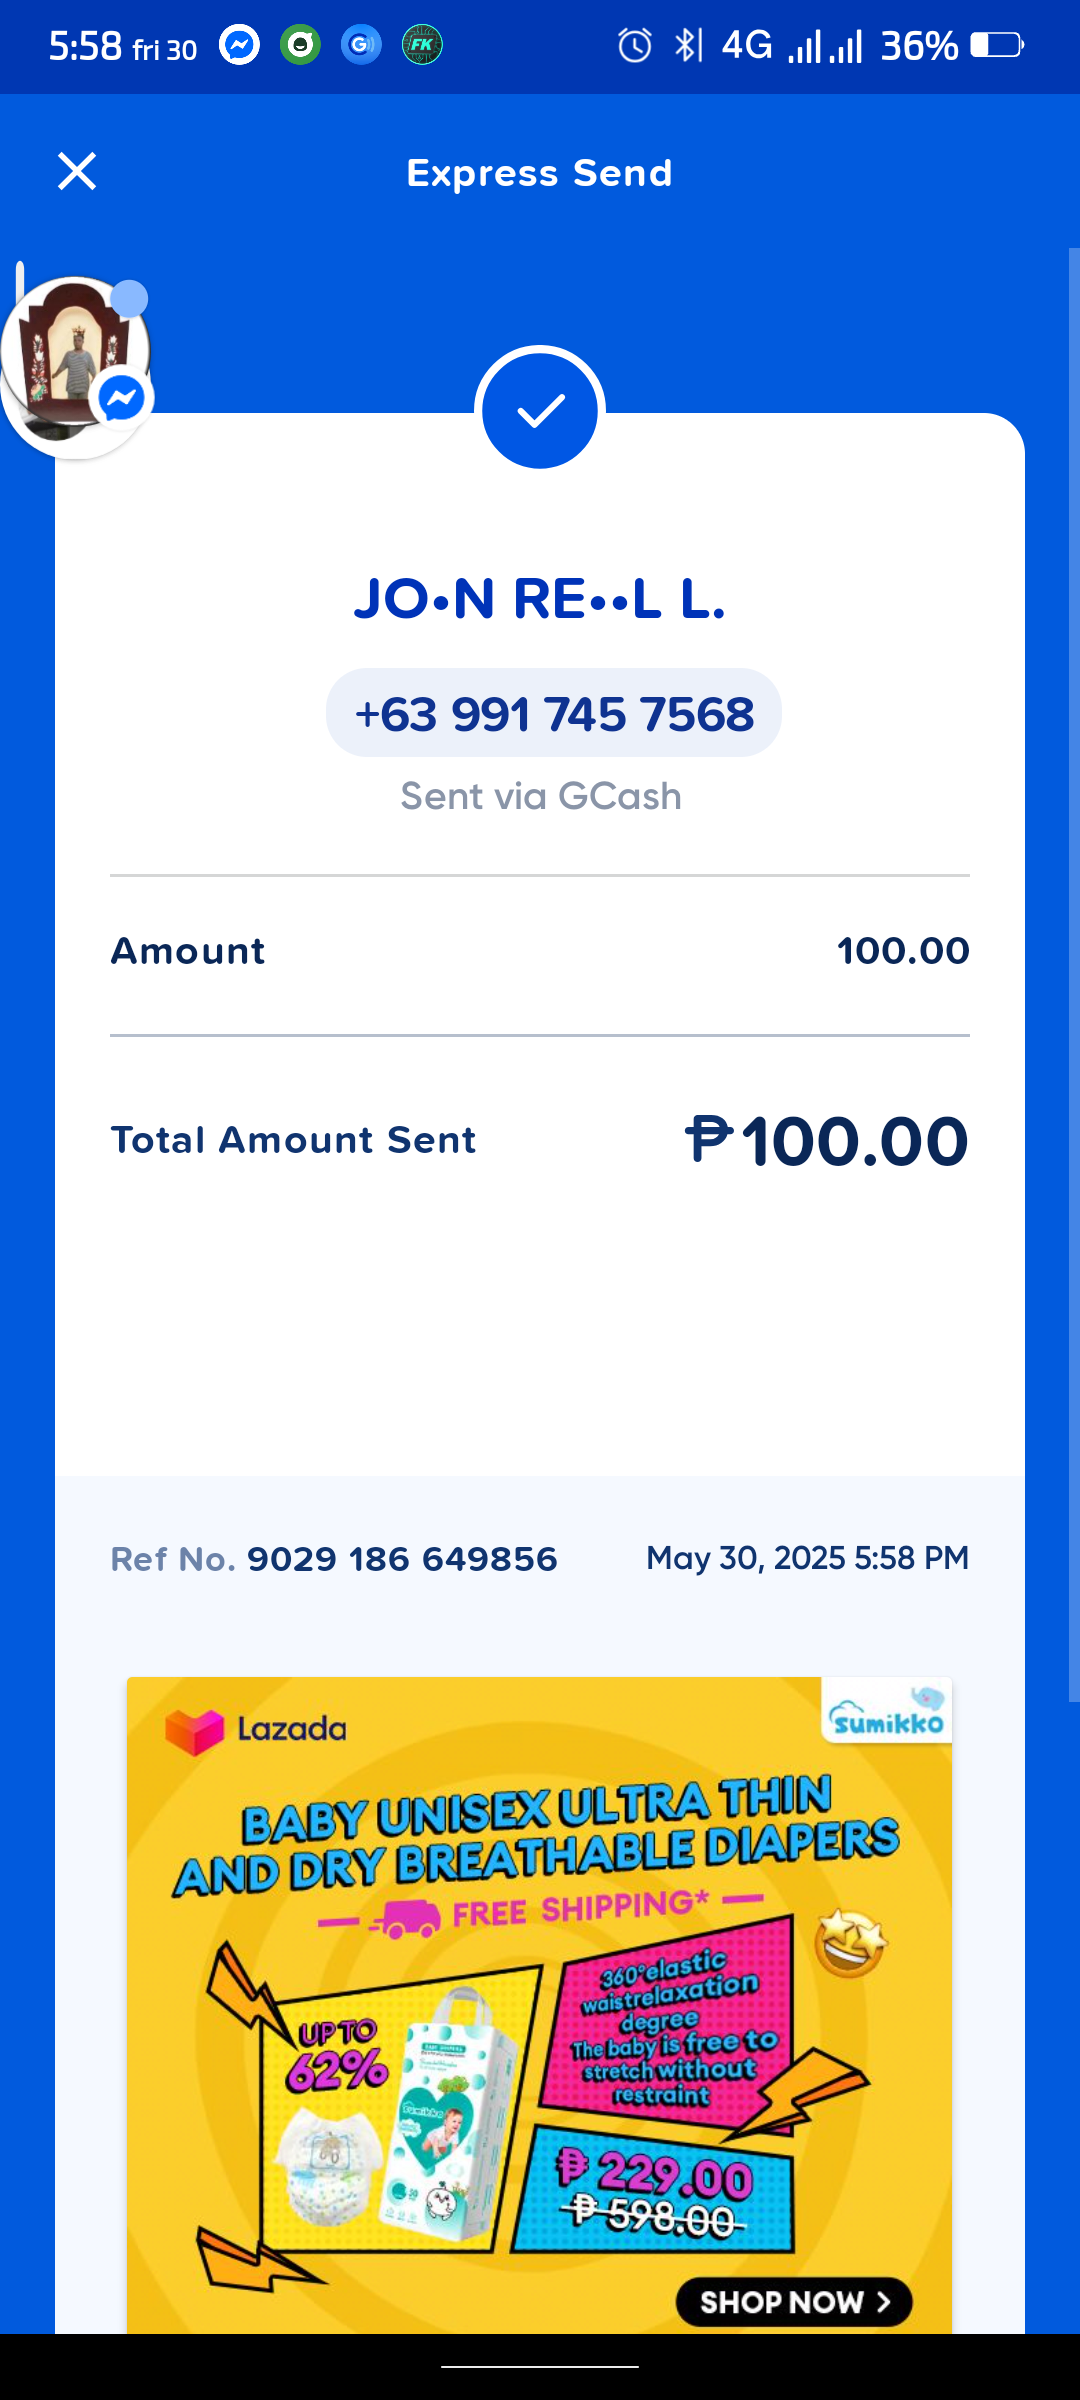 5:58 fri 30 4G 36%
Express Send
JO•N RE••L L.
+63 991 745 7568
Sent via GCash
Amount 100.00
Total Amount Sent ₱100.00
Ref No. 9029 186 649856 May 30, 2025 5:58 PM
Lazada sumikko
BABY UNISEX ULTRA THIN
AND DRY BREATHABLE DIAPERS
FREE SHIPPING*
360°elastic
waistrelaxation
degree
The baby is free to
stretch without
restraint
UP TO
62%
₱ 229.00
₱ 598.00
SHOP NOW >